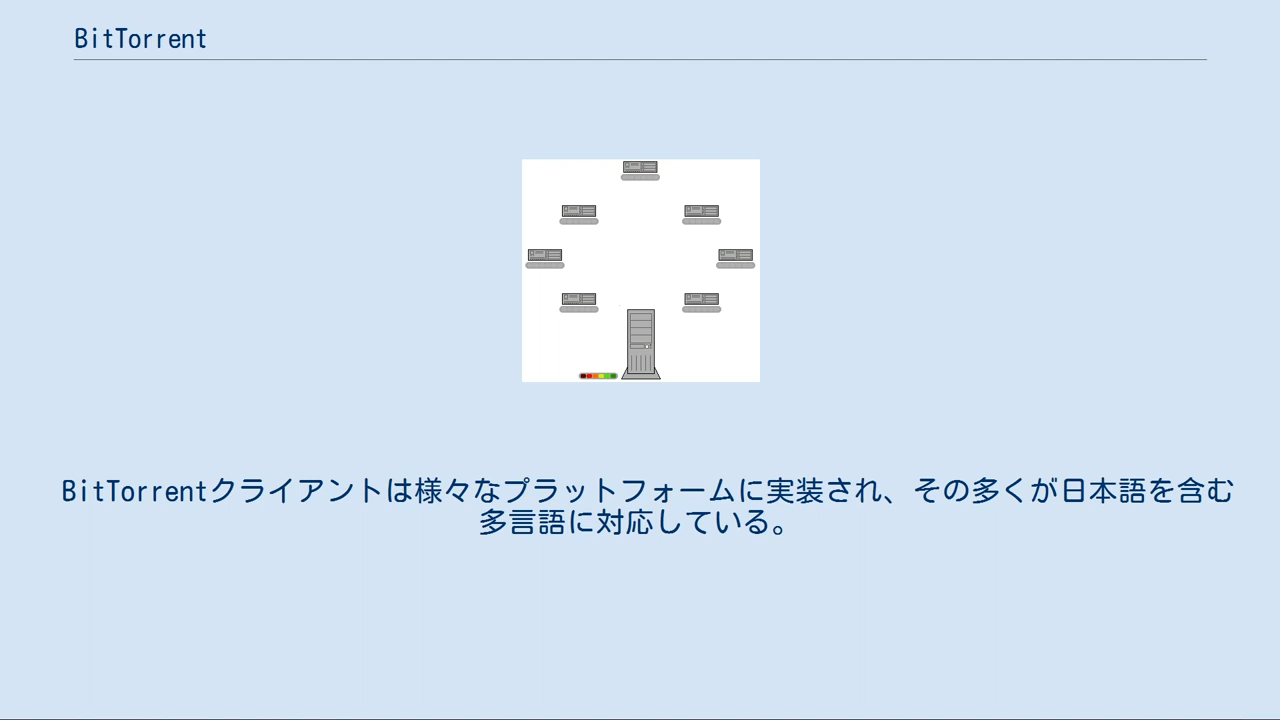 BitTorrent
BitTorrentクライアントは様々なプラットフォームに実装され、その多くが日本語を含む
多言語に対応している。